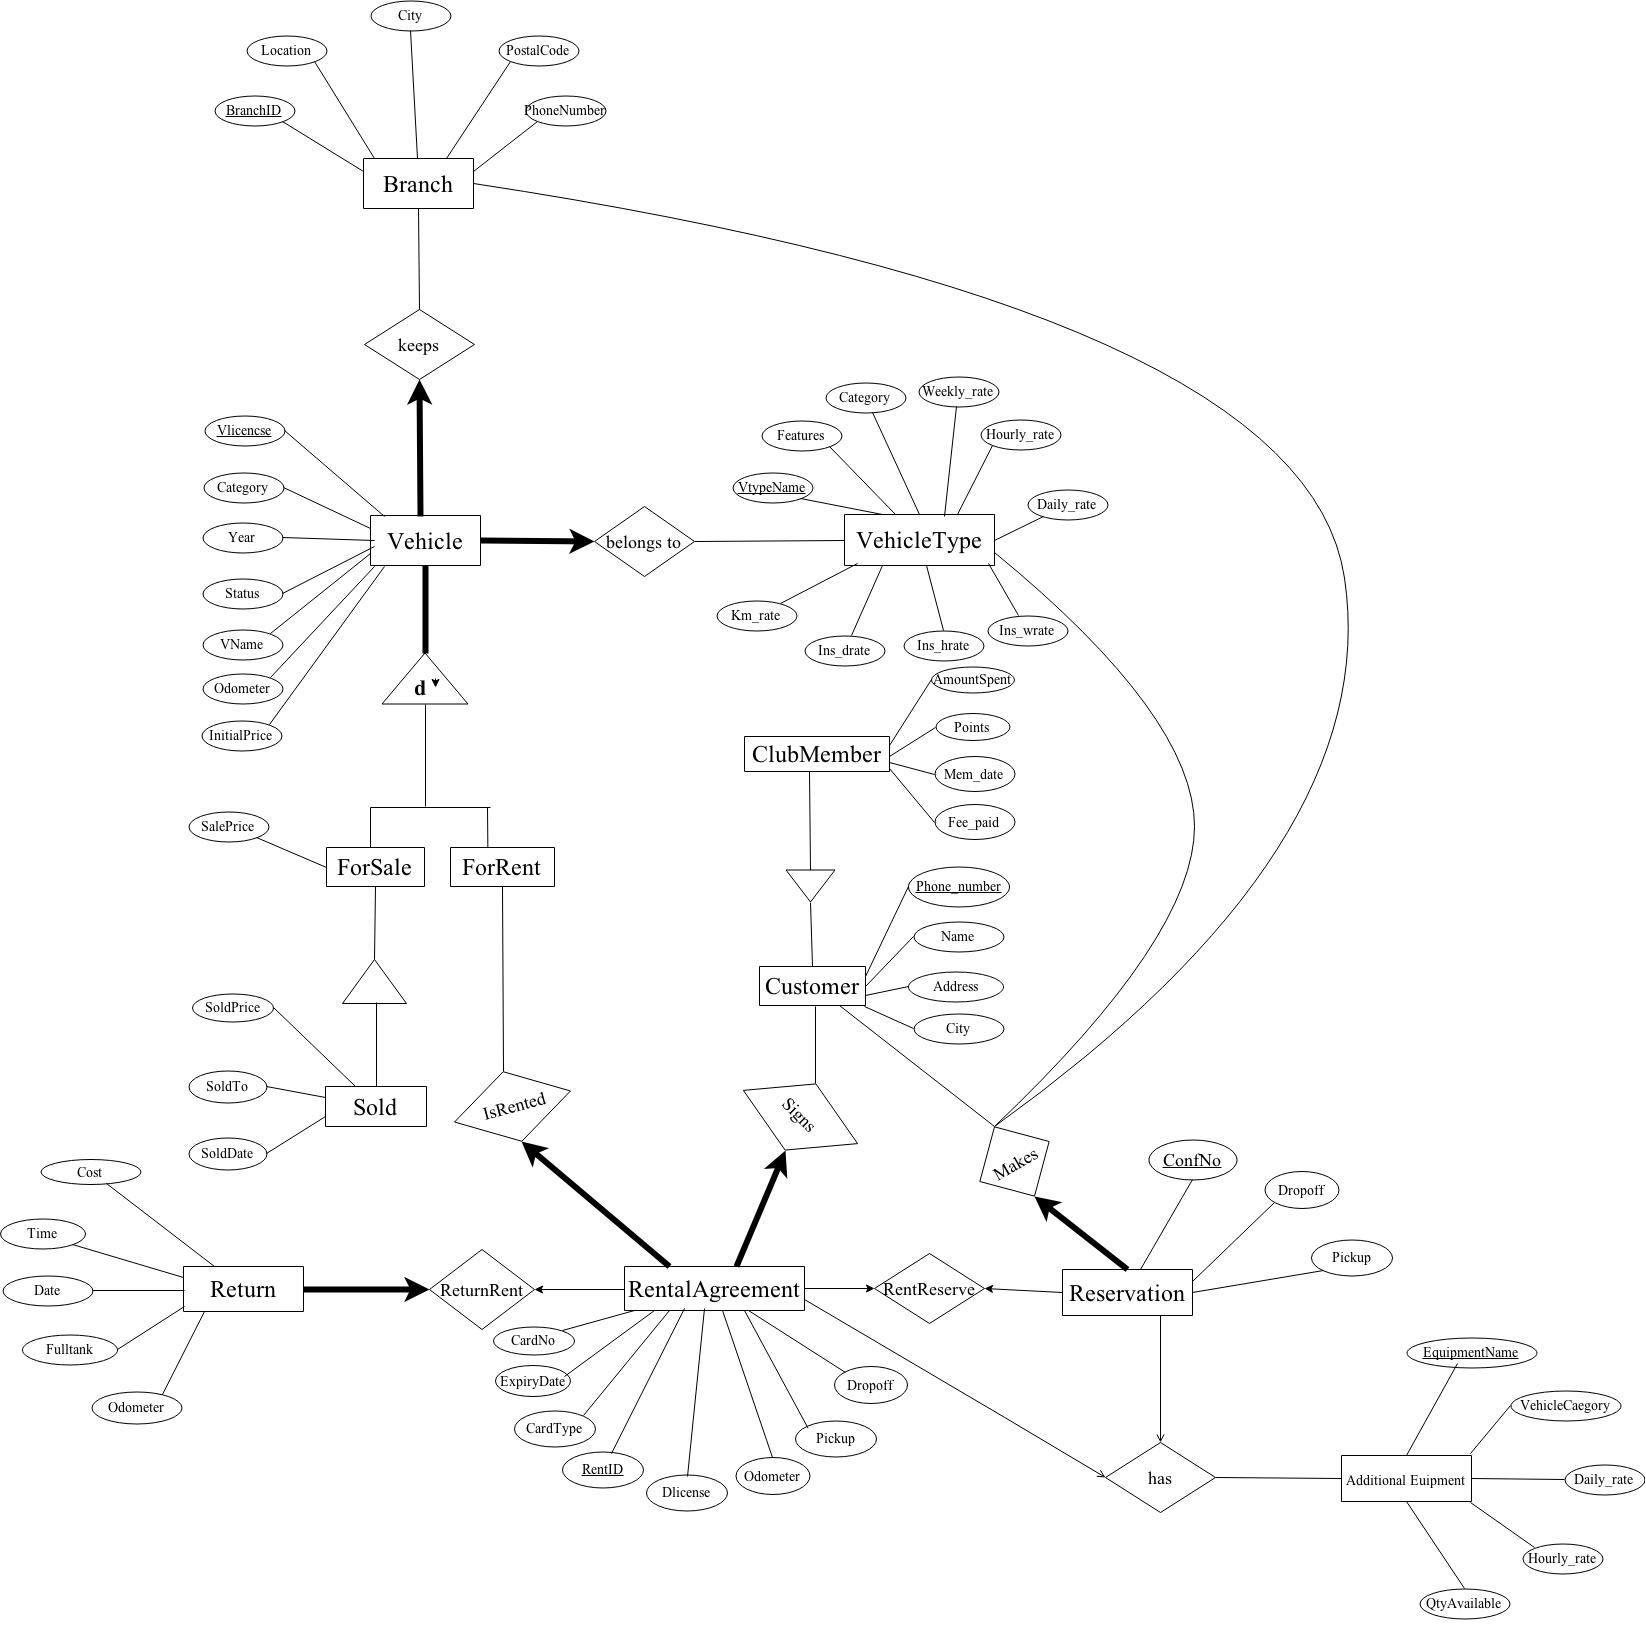 City
Location
PostalCode
BranchID
PhoneNumber
Branch
keeps
Vlicencse
Category
Year
Status
VName
Odometer
InitialPrice
Vehicle
belongs to
Category
Weekly_rate
Features
Hourly_rate
VtypeName
Daily_rate
VehicleType
Km_rate
Ins_drate
Ins_hrate
Ins_wrate
d
AmountSpent
Points
Mem_date
Fee_paid
ClubMember
SalePrice
ForSale
ForRent
Phone_number
Name
Address
City
Customer
SoldPrice
SoldTo
SoldDate
Sold
IsRented
Signs
Makes
ConfNo
Dropoff
Pickup
Cost
Time
Date
Fulltank
Odometer
Return
ReturnRent
RentalAgreement
RentReserve
Reservation
CardNo
ExpiryDate
CardType
RentID
Dlicense
Odometer
Pickup
Dropoff
has
Additional Euipment
EquipmentName
VehicleCaegory
Daily_rate
Hourly_rate
QtyAvailable